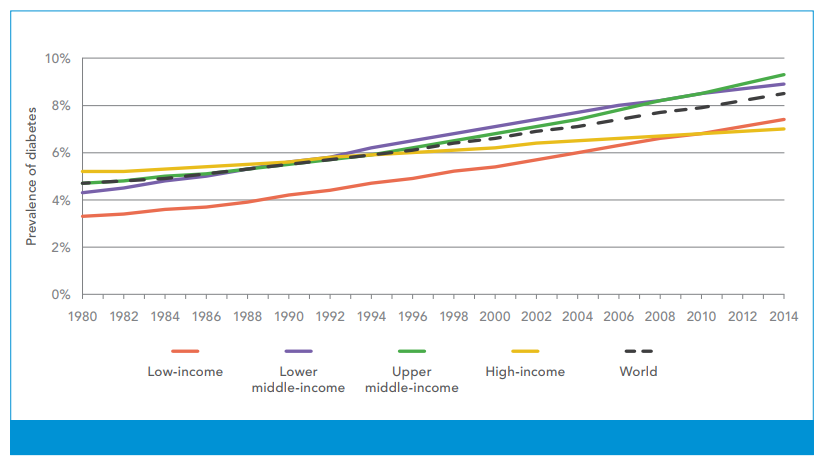 10%
8%
6%
4%
2%
0%
Prevalence of diabetes
1980 1982 1984 1986 1988 1990 1992 1994 1996 1998 2000 2002 2004 2006 2008 2010 2012 2014
Low-income
Lower
middle-income
Upper
middle-income
High-income
World